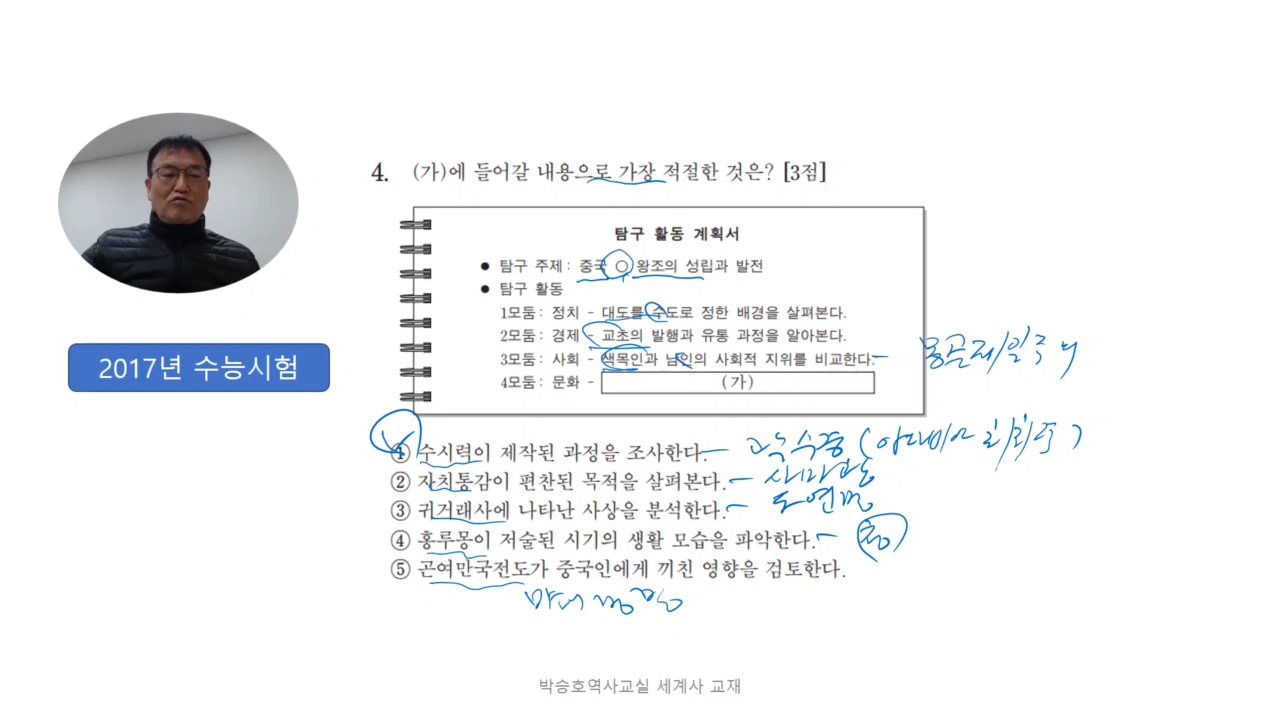 4. (가)에 들어갈 내용으로 가장 적절한 것은? [3점]
탐구 활동 계획서
● 탐구 주제 : 중국 ○ 왕조의 성립과 발전
● 탐구 활동
1모둠 : 정치 - 대도를 수도로 정한 배경을 살펴본다.
2모둠 : 경제 - 교초의 발행과 유통 과정을 알아본다.
3모둠 : 사회 - 색목인과 남인의 사회적 지위를 비교한다.
4모둠 : 문화 - (가)
2017년 수능시험
① 수시력이 제작된 과정을 조사한다. - 곽수경
② 자치통감이 편찬된 목적을 살펴본다. - 사마광
③ 귀거래사에 나타난 사상을 분석한다. - 도연명
④ 홍루몽이 저술된 시기의 생활 모습을 파악한다. - 청
⑤ 곤여만국전도가 중국인에게 끼친 영향을 검토한다.
박승호역사교실 세계사 교재